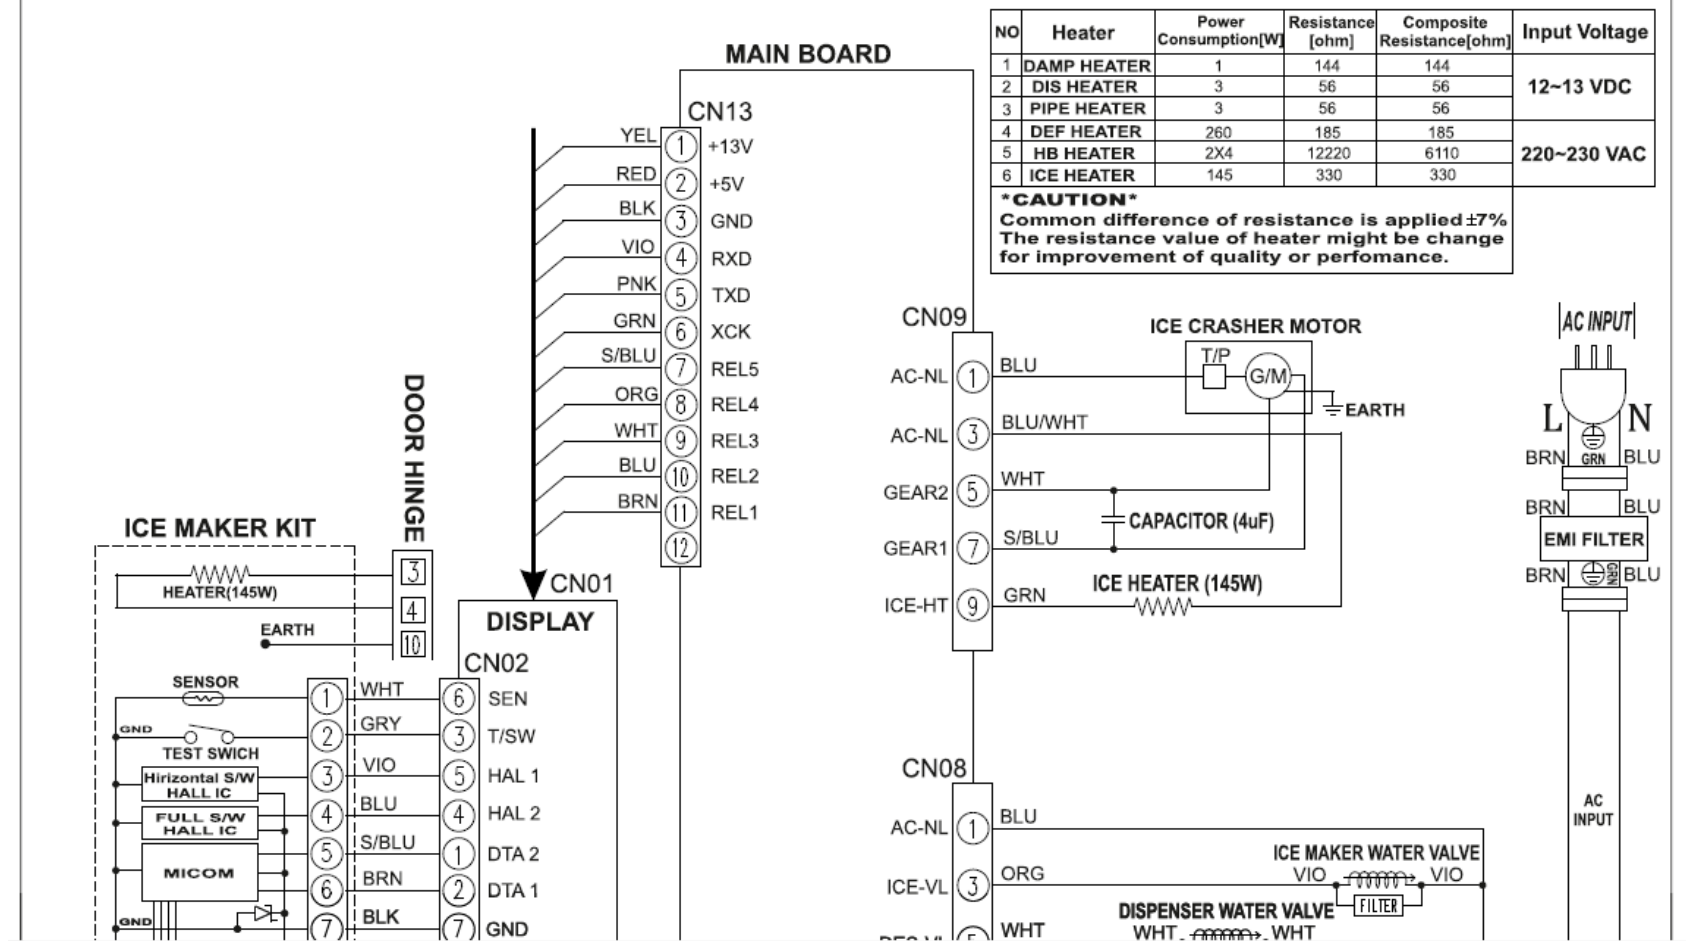 NO Heater Power Consumption[W] Resistance [ohm] Composite Resistance[ohm] Input Voltage
1 DAMP HEATER 1 144 144
2 DIS HEATER 3 56 56
3 PIPE HEATER 3 56 56
12~13 VDC
4 DEF HEATER 260 185 185
5 HB HEATER 2X4 12220 6110
6 ICE HEATER 145 330 330
220~230 VAC
*CAUTION*
Common difference of resistance is applied ±7%
The resistance value of heater might be change
for improvement of quality or perfomance.
MAIN BOARD
CN13
YEL 1 +13V
RED 2 +5V
BLK 3 GND
VIO 4 RXD
PNK 5 TXD
GRN 6 XCK
S/BLU 7 REL5
ORG 8 REL4
WHT 9 REL3
BLU 10 REL2
BRN 11 REL1
12
CN09
ICE CRASHER MOTOR
T/P
G/M
EARTH
AC-NL 1 BLU
AC-NL 3 BLU/WHT
GEAR2 5 WHT
CAPACITOR (4uF)
GEAR1 7 S/BLU
ICE HEATER (145W)
ICE-HT 9 GRN
AC INPUT
L N
BRN GRN BLU
BRN BLU
EMI FILTER
BRN GRN BLU
AC
INPUT
DOOR HINGE
3
4
10
ICE MAKER KIT
HEATER(145W)
EARTH
CN01
DISPLAY
CN02
SENSOR
1 WHT 6 SEN
GND
TEST SWICH
2 GRY 3 T/SW
Hirizontal S/W
HALL IC
3 VIO 5 HAL 1
FULL S/W
HALL IC
4 BLU 4 HAL 2
MICOM
5 S/BLU 1 DTA 2
6 BRN 2 DTA 1
GND
7 BLK 7 GND
CN08
AC-NL 1 BLU
ICE MAKER WATER VALVE
ICE-VL 3 ORG
VIO VIO
FILTER
DISPENSER WATER VALVE
5 WHT
WHT WHT